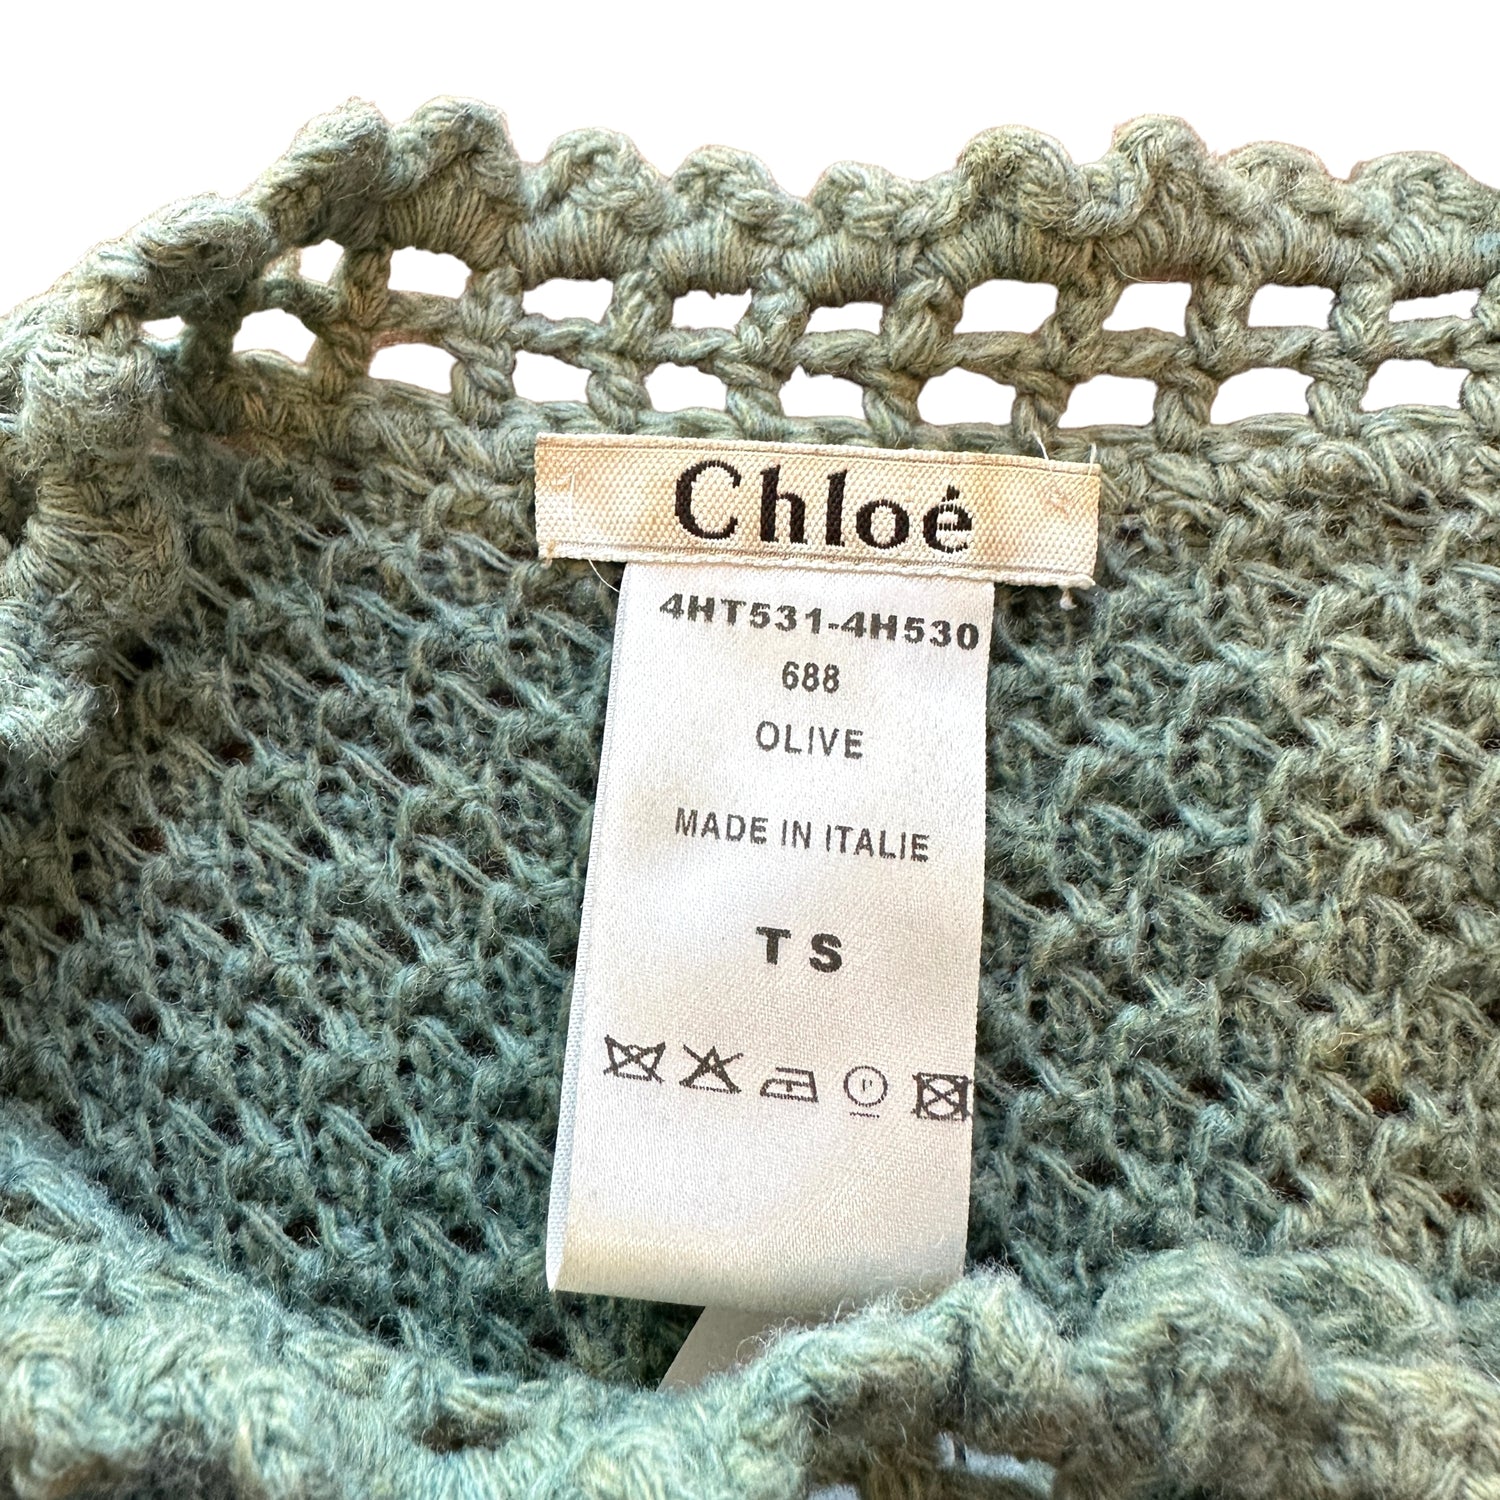 Chloé
4HT531-4H530
688
OLIVE
MADE IN ITALIE
TS